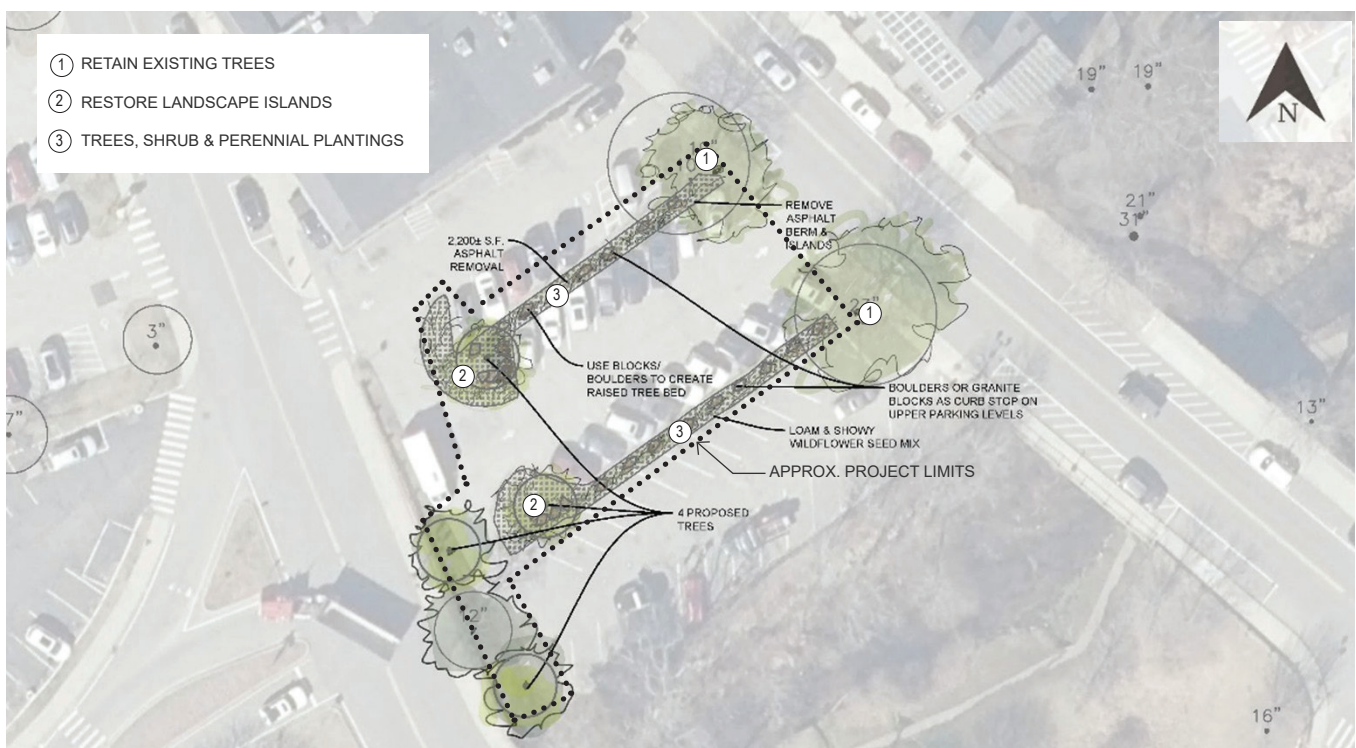 1 RETAIN EXISTING TREES
2 RESTORE LANDSCAPE ISLANDS
3 TREES, SHRUB & PERENNIAL PLANTINGS
N
19" 19"
21"
31"
1
REMOVE
ASPHALT
BERM &
ISLANDS
2,200± S.F.
ASPHALT
REMOVAL
3
1
3"
2
USE BLOCKS/
BOULDERS TO CREATE
RAISED TREE BED
BOULDERS OR GRANITE
BLOCKS AS CURB STOP ON
UPPER PARKING LEVELS
13"
7"
3
LOAM & SHOWY
WILDFLOWER SEED MIX
APPROX. PROJECT LIMITS
2
4 PROPOSED
TREES
16"